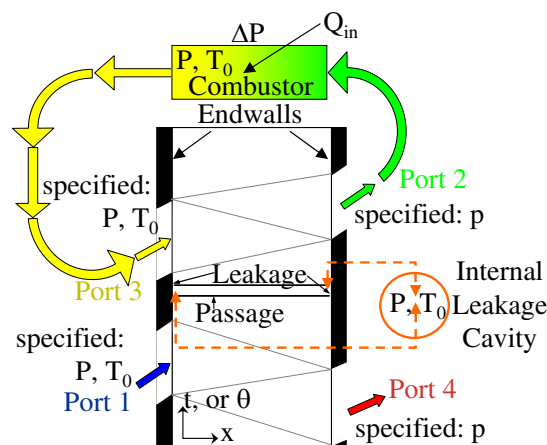 Q_in
ΔP
P, T_0
Combustor
Endwalls
specified:
P, T_0
Port 2
specified: p
Port 3
Leakage
Passage
Internal
Leakage
Cavity
P, T_0
specified:
P, T_0
Port 1
t, or θ
x
Port 4
specified: p